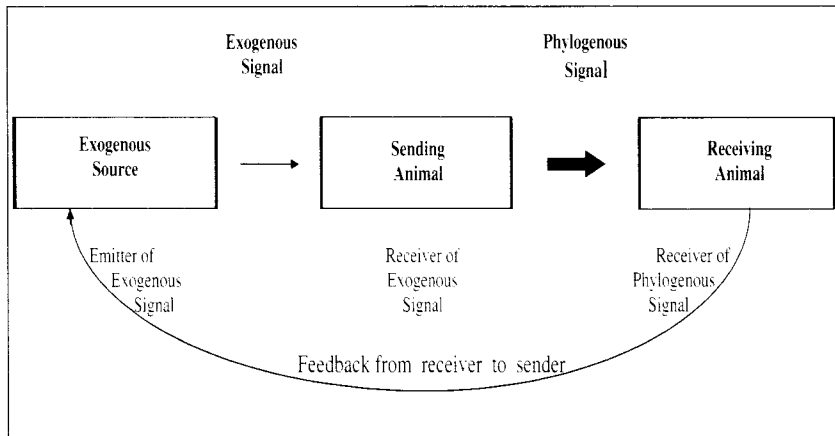 Exogenous
Signal
Phylogenous
Signal
Exogenous
Source
Sending
Animal
Receiving
Animal
Emitter of
Exogenous
Signal
Receiver of
Exogenous
Signal
Receiver of
Phylogenous
Signal
Feedback from receiver to sender